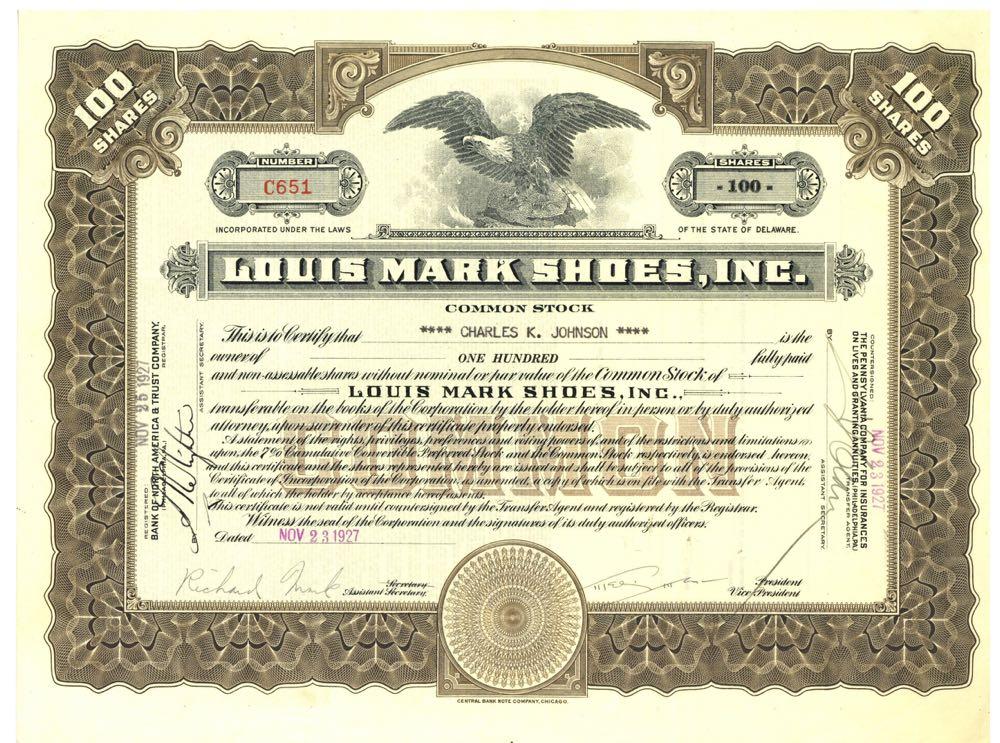 100
SHARES
100
SHARES
NUMBER
C651
SHARES
- 100 -
INCORPORATED UNDER THE LAWS
OF THE STATE OF DELAWARE.
LOUIS MARK SHOES, INC.
COMMON STOCK
This is to Certify that **** CHARLES K. JOHNSON **** is the
owner of ONE HUNDRED fully paid
and non-assessable shares without nominal or par value of the Common Stock of
LOUIS MARK SHOES, INC.,
transferable on the books of the Corporation by the holder hereof in person or by duly authorized
attorney, upon surrender of this certificate properly endorsed.
A statement of the rights, privileges, preferences and voting powers of, and of the restrictions and limitations on
upon, the 7% Cumulative Convertible Preferred Stock and the Common Stock respectively, is endorsed hereon,
and this certificate and the shares represented hereby are issued and shall be subject to all of the provisions of the
Certificate of Incorporation of the Corporation, as amended, a copy of which is on file with the Transfer Agent,
to all of which the holder by acceptance hereof assents.
This certificate is not valid until countersigned by the Transfer Agent and registered by the Registrar.
Witness the seal of the Corporation and the signatures of its duly authorized officers.
Dated NOV 23 1927
COMMON
Richard Mark
Secretary
Assistant Secretary
President
Vice President
REGISTERED
BANK OF NORTH AMERICA & TRUST COMPANY,
REGISTRAR,
NOV 25 1927
BY
ASSISTANT SECRETARY.
COUNTERSIGNED:
THE PENNSYLVANIA COMPANY FOR INSURANCES
ON LIVES AND GRANTING ANNUITIES, (PHILADELPHIA, PA.)
TRANSFER AGENT,
NOV 23 1927
BY
ASSISTANT SECRETARY.
CENTRAL BANK NOTE COMPANY, CHICAGO.